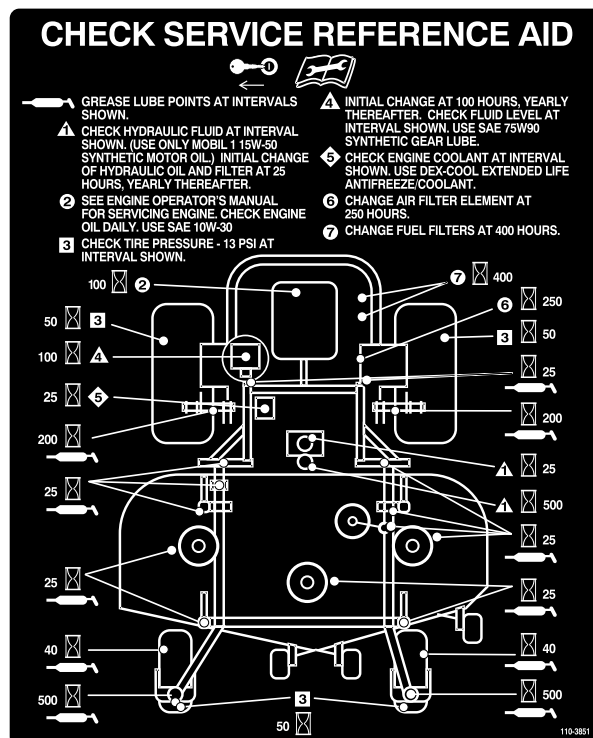 CHECK SERVICE REFERENCE AID
GREASE LUBE POINTS AT INTERVALS
SHOWN.
1 CHECK HYDRAULIC FLUID AT INTERVAL
SHOWN. (USE ONLY MOBIL 1 15W-50
SYNTHETIC MOTOR OIL.) INITIAL CHANGE
OF HYDRAULIC OIL AND FILTER AT 25
HOURS, YEARLY THEREAFTER.
2 SEE ENGINE OPERATOR'S MANUAL
FOR SERVICING ENGINE. CHECK ENGINE
OIL DAILY. USE SAE 10W-30
3 CHECK TIRE PRESSURE - 13 PSI AT
INTERVAL SHOWN.
4 INITIAL CHANGE AT 100 HOURS, YEARLY
THEREAFTER. CHECK FLUID LEVEL AT
INTERVAL SHOWN. USE SAE 75W90
SYNTHETIC GEAR LUBE.
5 CHECK ENGINE COOLANT AT INTERVAL
SHOWN. USE DEX-COOL EXTENDED LIFE
ANTIFREEZE/COOLANT.
6 CHANGE AIR FILTER ELEMENT AT
250 HOURS.
7 CHANGE FUEL FILTERS AT 400 HOURS.
100 2
7 400
6 250
50 3
3 50
100 4
25
25 5
200
200
1 25
25
1 500
25
25
25
40
40
500
500
3
50
110-3851